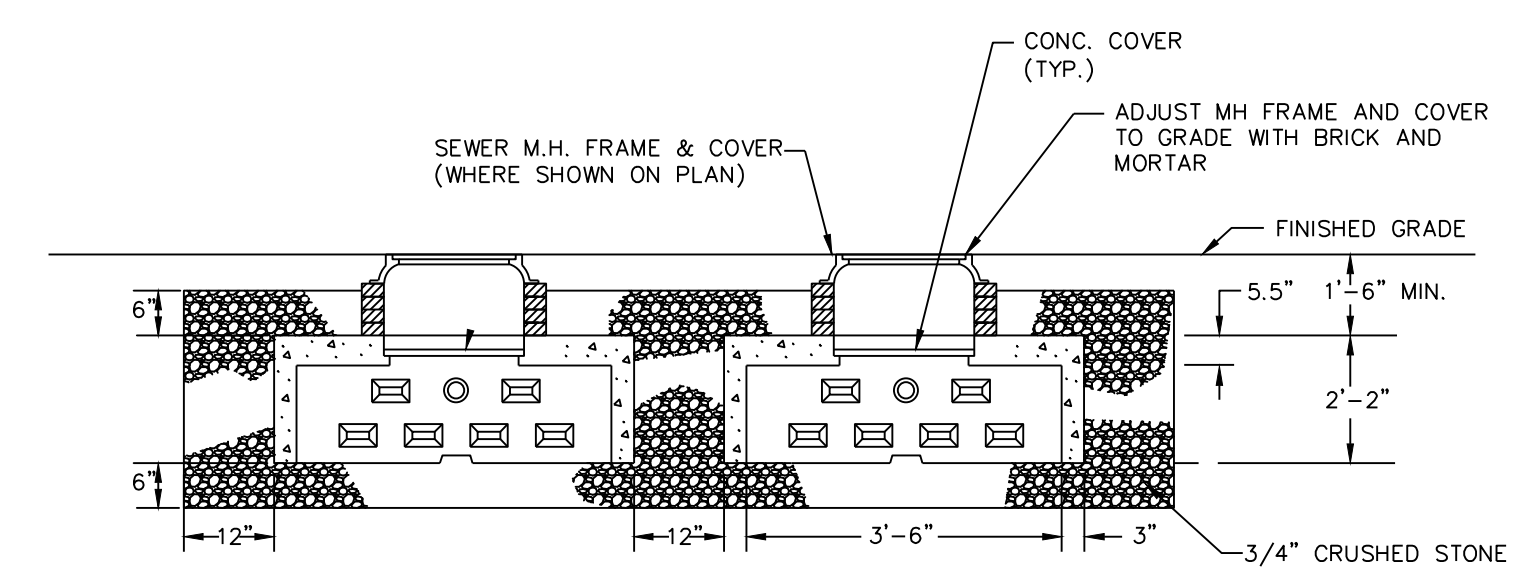 CONC. COVER
(TYP.)
ADJUST MH FRAME AND COVER
TO GRADE WITH BRICK AND
MORTAR
SEWER M.H. FRAME & COVER
(WHERE SHOWN ON PLAN)
FINISHED GRADE
6"
5.5"
1'-6" MIN.
2'-2"
6"
12"
12"
3'-6"
3"
3/4" CRUSHED STONE